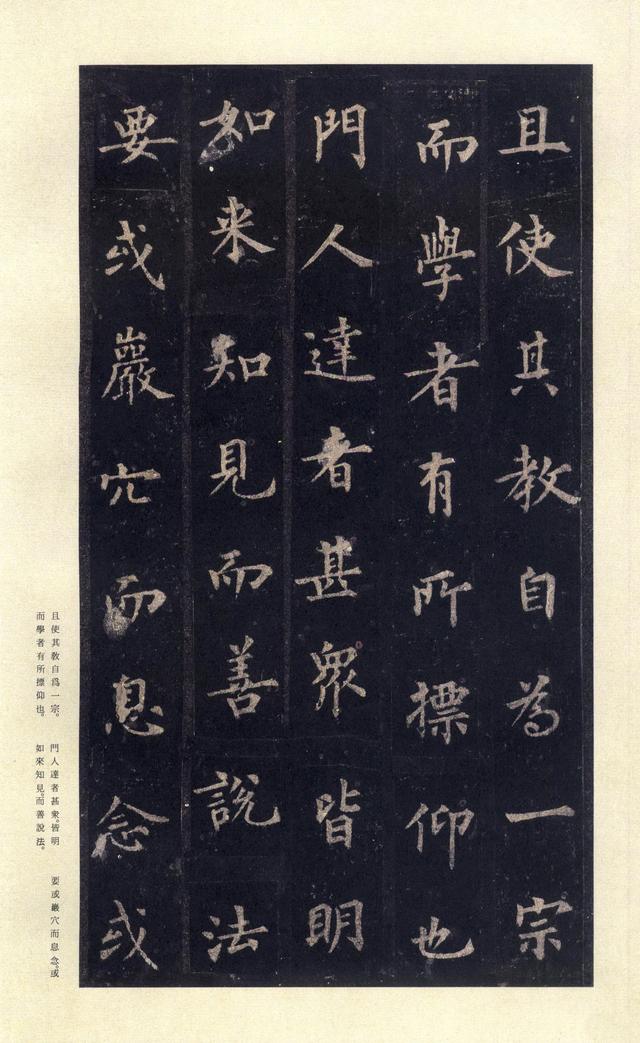 且使其教自為一宗
而學者有所標仰也
門人達者甚眾皆明
如来知見而善說法
要或巖穴而息念或
且使其教自爲一宗。
而學者有所標仰也。
門人達者甚衆。皆明
如來知見。而善說法。
要或巖穴而息念。或